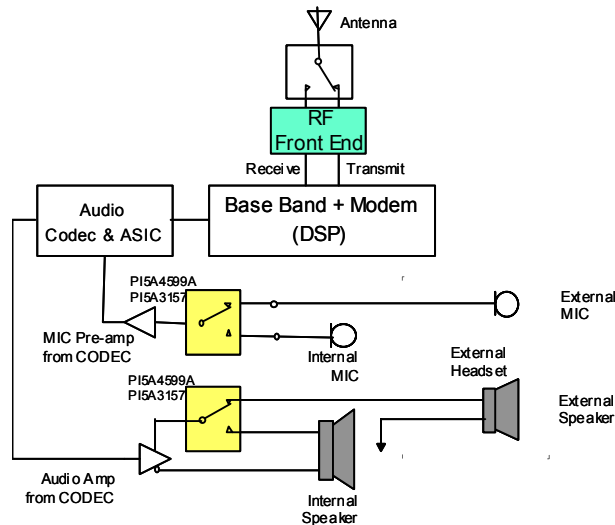 Antenna
RF
Front End
Receive
Transmit
Audio
Codec & ASIC
Base Band + Modem
(DSP)
PI5A4599A
PI5A3157
MIC Pre-amp
from CODEC
Internal
MIC
External
MIC
External
Headset
PI5A4599A
PI5A3157
External
Speaker
Audio Amp
from CODEC
Internal
Speaker